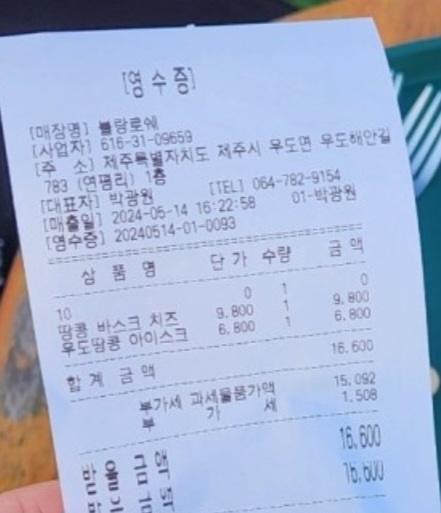 [영수증]
[매장명] 블랑로쉐
[사업자] 616-31-09659
[주 소] 제주특별자치도 제주시 우도면 우도해안길
783 (연평리) 1층
[대표자] 박광원 [TEL] 064-782-9154
[매출일] 2024-05-14 16:22:58 01-박광원
[영수증] 20240514-01-0093
상 품 명 단 가 수량 금 액
10 0 1 0
땅콩 바스크 치즈 9,800 1 9,800
우도땅콩 아이스크 6,800 1 6,800
합 계 금 액 16,600
부가세 과세물품가액 15,092
부 가 세 1,508
받 을 금 액 16,600
받 금 액 16,600